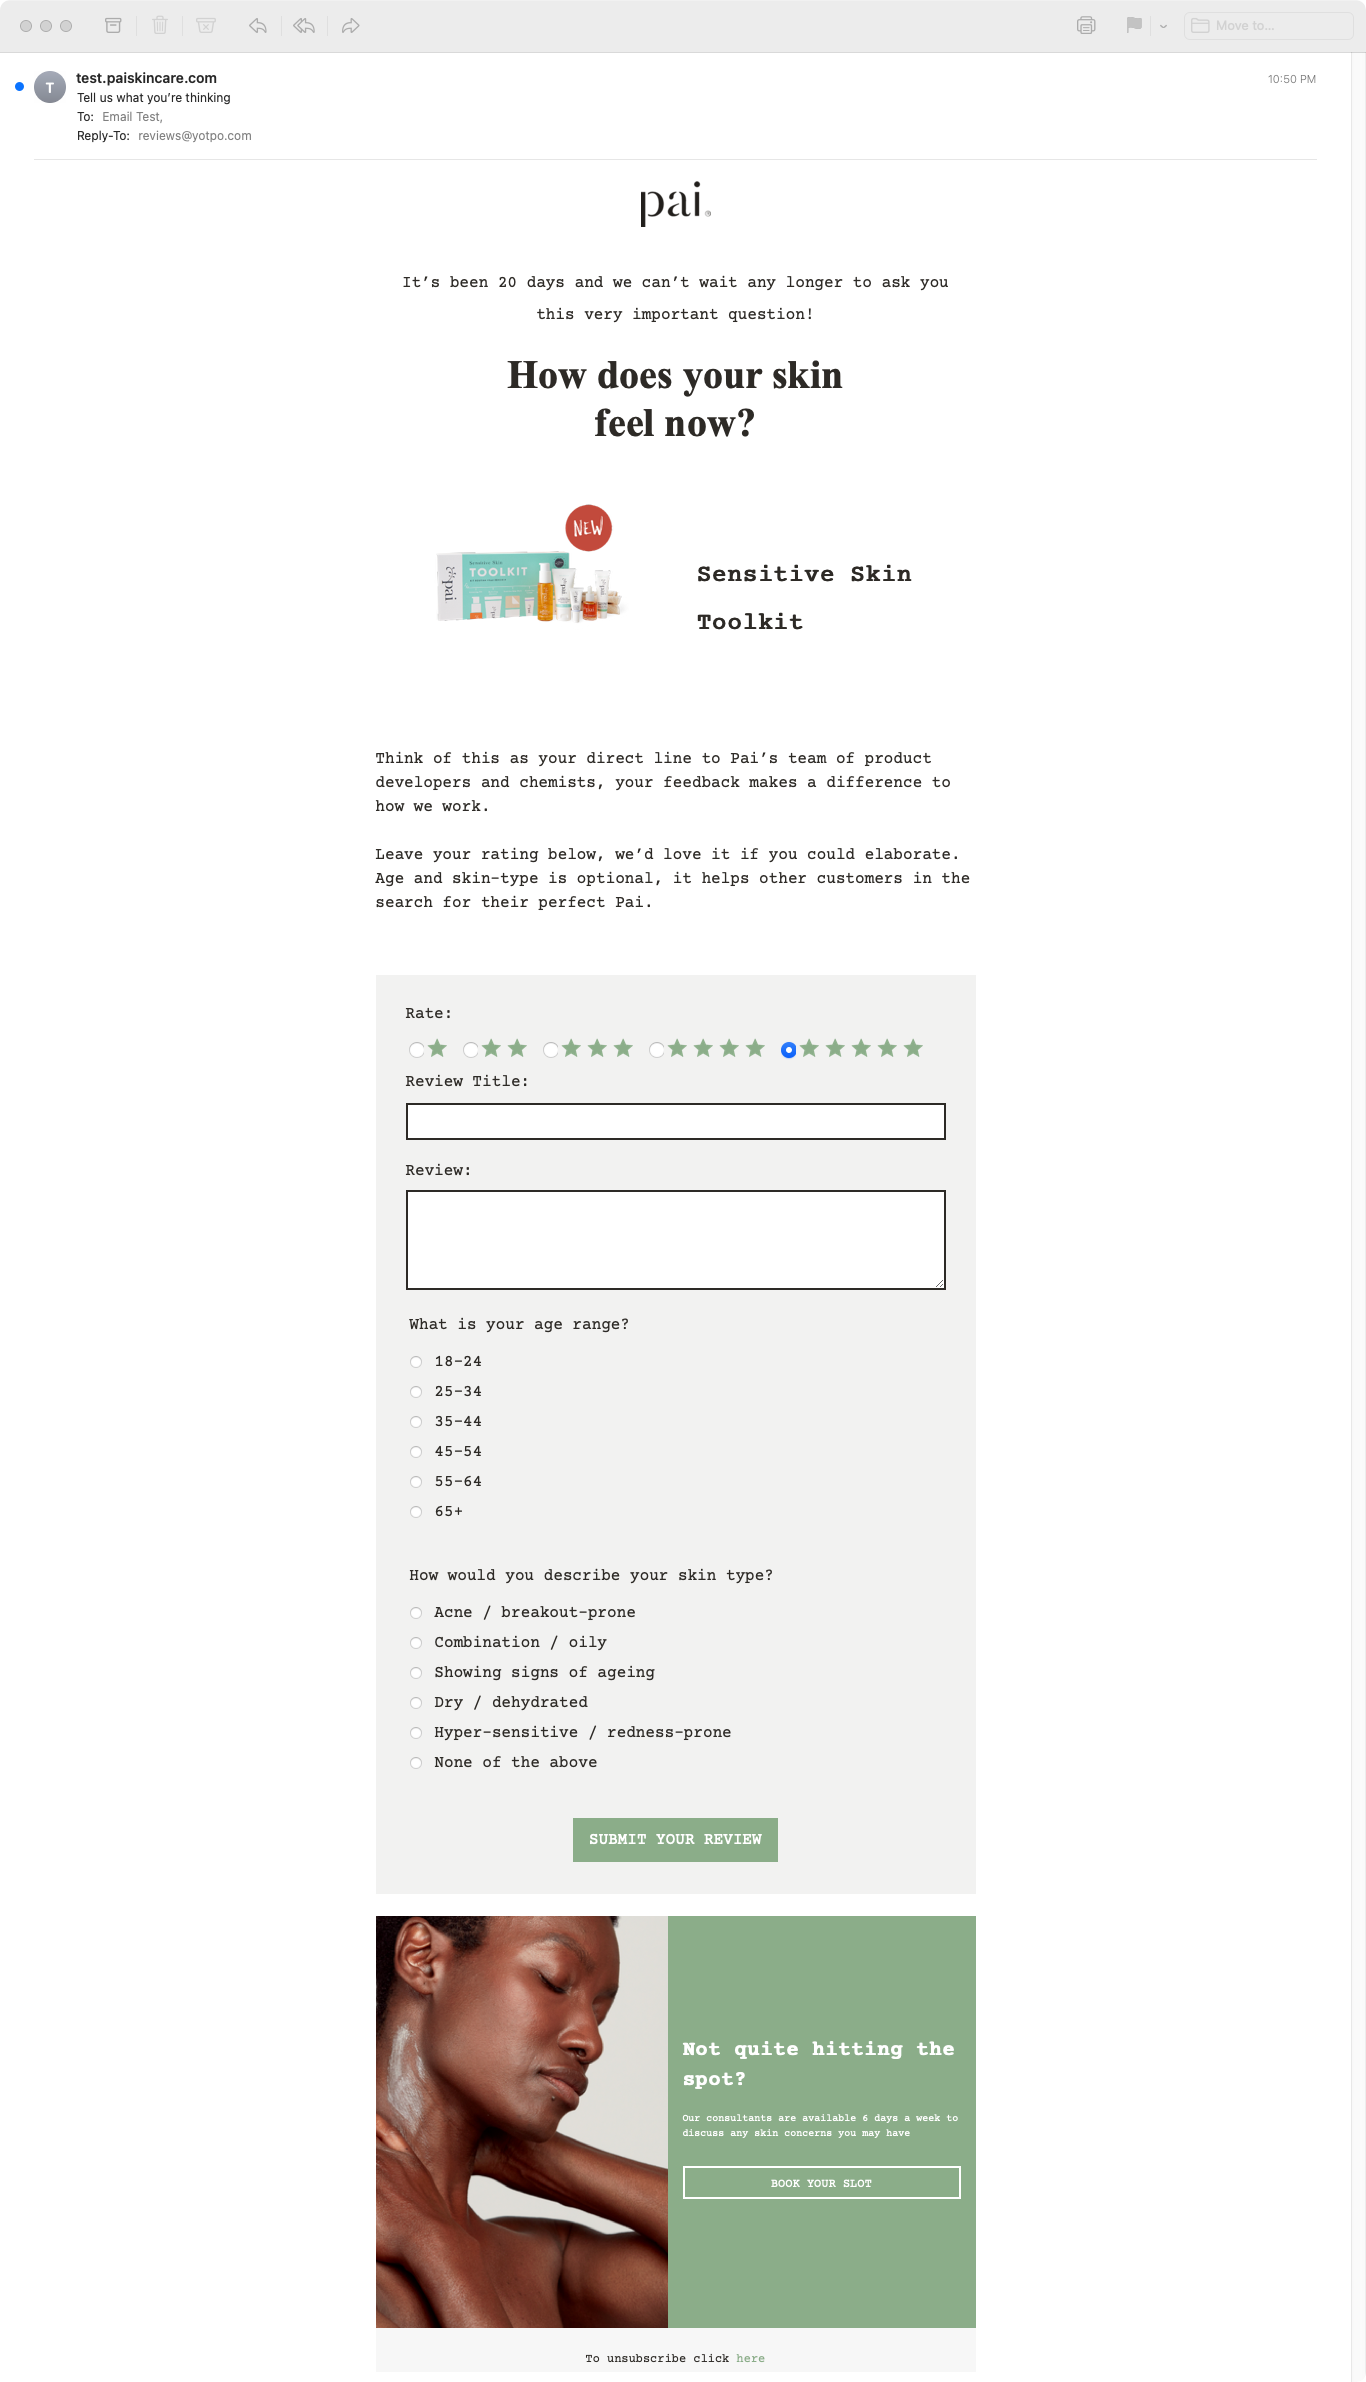 Move to...
T
test.paiskincare.com
10:50 PM
Tell us what you're thinking
To: Email Test,
Reply-To: reviews@yotpo.com
pai®
It’s been 20 days and we can’t wait any longer to ask you
this very important question!
How does your skin
feel now?
NEW
Sensitive Skin
TOOLKIT
pai
Sensitive Skin
Toolkit
Think of this as your direct line to Pai’s team of product
developers and chemists, your feedback makes a difference to
how we work.
Leave your rating below, we’d love it if you could elaborate.
Age and skin-type is optional, it helps other customers in the
search for their perfect Pai.
Rate:
Review Title:
Review:
What is your age range?
18-24
25-34
35-44
45-54
55-64
65+
How would you describe your skin type?
Acne / breakout-prone
Combination / oily
Showing signs of ageing
Dry / dehydrated
Hyper-sensitive / redness-prone
None of the above
SUBMIT YOUR REVIEW
Not quite hitting the
spot?
Our consultants are available 6 days a week to
discuss any skin concerns you may have
BOOK YOUR SLOT
To unsubscribe click here